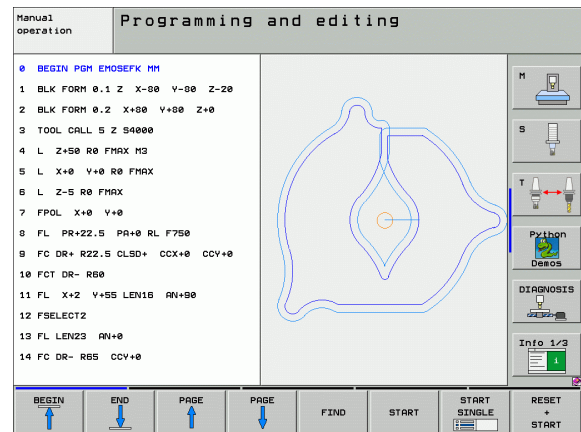 Manual
operation
Programming and editing
0 BEGIN PGM EMOSEFK MM
1 BLK FORM 0.1 Z X-80 Y-80 Z-20
2 BLK FORM 0.2 X+80 Y+80 Z+0
3 TOOL CALL 5 Z S4000
4 L Z+50 R0 FMAX M3
5 L X+0 Y+0 R0 FMAX
6 L Z-5 R0 FMAX
7 FPOL X+0 Y+0
8 FL PR+22.5 PA+0 RL F750
9 FC DR+ R22.5 CLSD+ CCX+0 CCY+0
10 FCT DR- R60
11 FL X+2 Y+55 LEN16 AN+90
12 FSELECT2
13 FL LEN23 AN+0
14 FC DR- R65 CCY+0
M
S
T
Python
Demos
DIAGNOSIS
Info 1/3
i
BEGIN
END
PAGE
PAGE
FIND
START
START
SINGLE
RESET
+
START